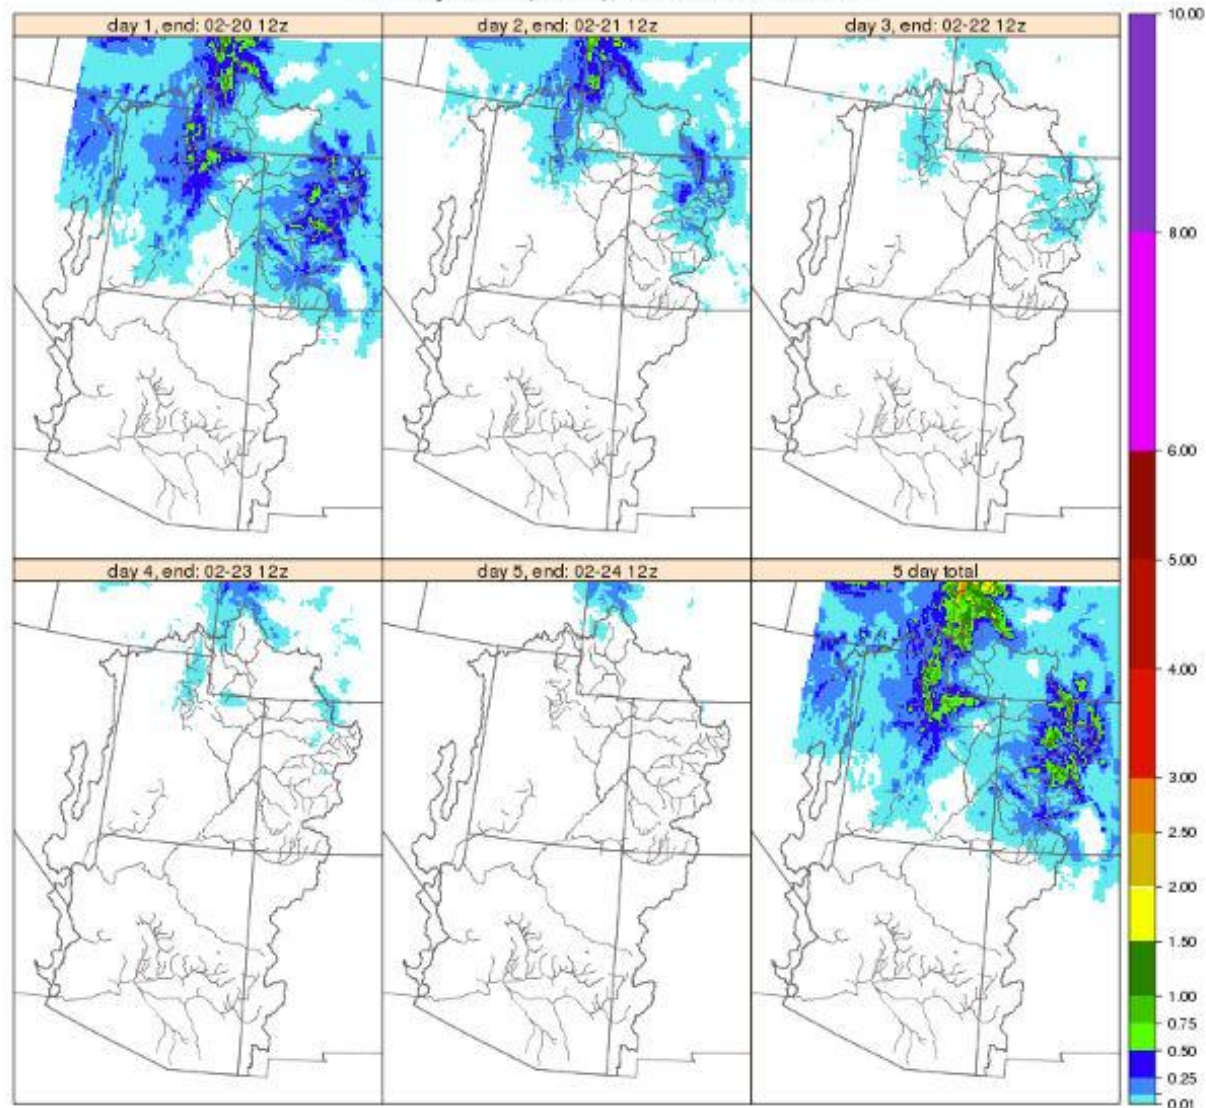 day 1, end: 02-20 12z
day 2, end: 02-21 12z
day 3, end: 02-22 12z
day 4, end: 02-23 12z
day 5, end: 02-24 12z
5 day total
10.00
8.00
6.00
5.00
4.00
3.00
2.50
2.00
1.50
1.00
0.75
0.50
0.25
0.01